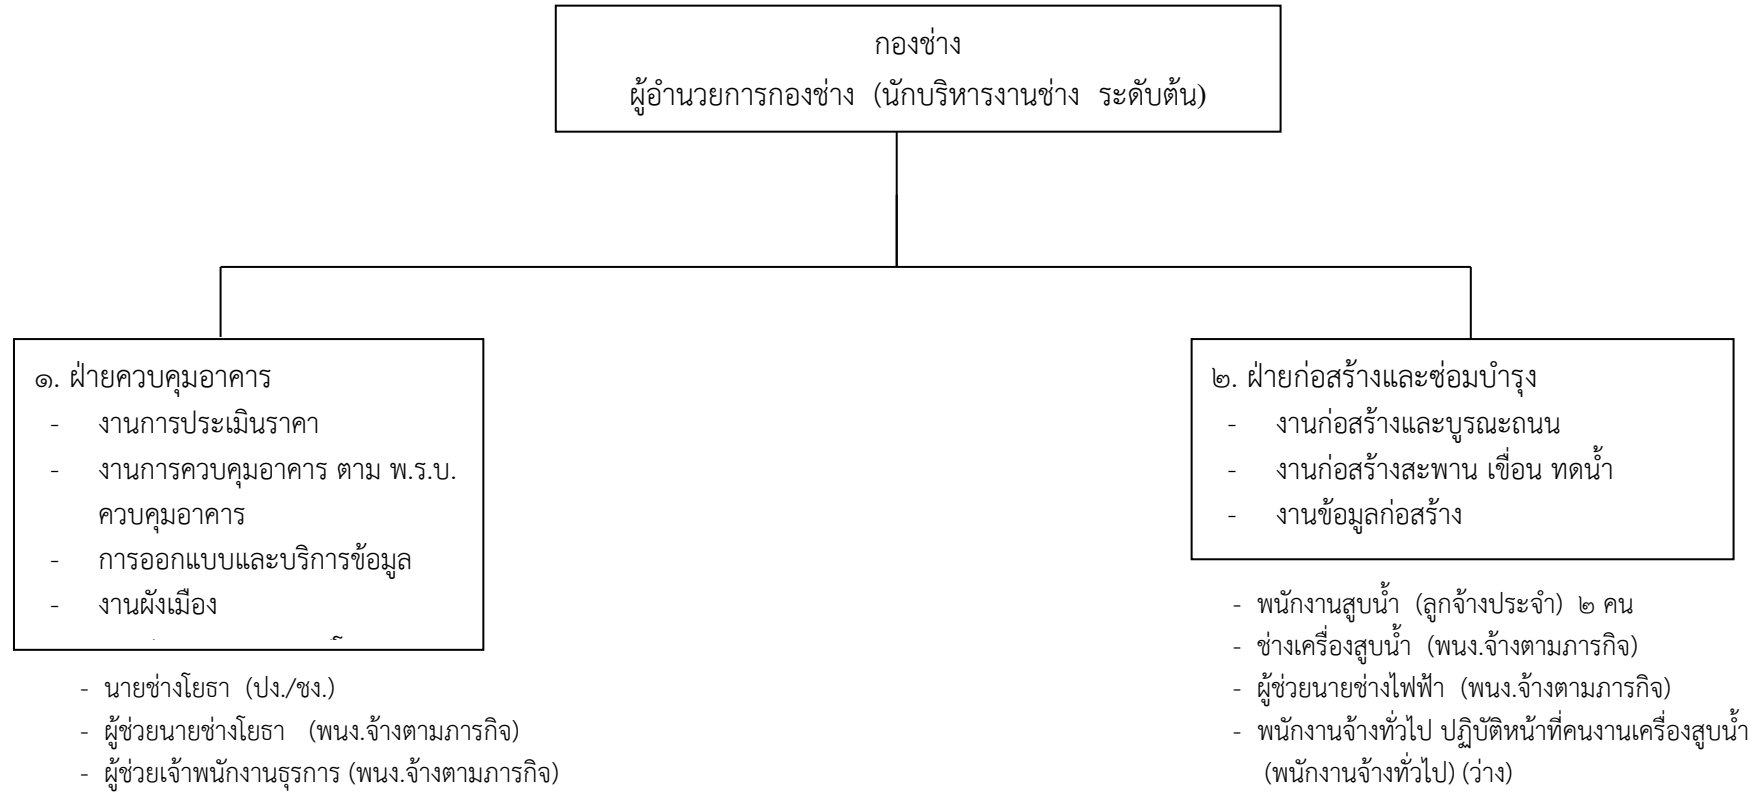 กองช่าง
ผู้อำนวยการกองช่าง (นักบริหารงานช่าง ระดับต้น)
๑. ฝ่ายควบคุมอาคาร
- งานการประเมินราคา
- งานการควบคุมอาคาร ตาม พ.ร.บ.
ควบคุมอาคาร
- การออกแบบและบริการข้อมูล
- งานผังเมือง
- นายช่างโยธา (ปง./ชง.)
- ผู้ช่วยนายช่างโยธา (พนง.จ้างตามภารกิจ)
- ผู้ช่วยเจ้าพนักงานธุรการ (พนง.จ้างตามภารกิจ)
๒. ฝ่ายก่อสร้างและซ่อมบำรุง
- งานก่อสร้างและบูรณะถนน
- งานก่อสร้างสะพาน เขื่อน ทดน้ำ
- งานข้อมูลก่อสร้าง
- พนักงานสูบน้ำ (ลูกจ้างประจำ) ๒ คน
- ช่างเครื่องสูบน้ำ (พนง.จ้างตามภารกิจ)
- ผู้ช่วยนายช่างไฟฟ้า (พนง.จ้างตามภารกิจ)
- พนักงานจ้างทั่วไป ปฏิบัติหน้าที่คนงานเครื่องสูบน้ำ
(พนักงานจ้างทั่วไป) (ว่าง)